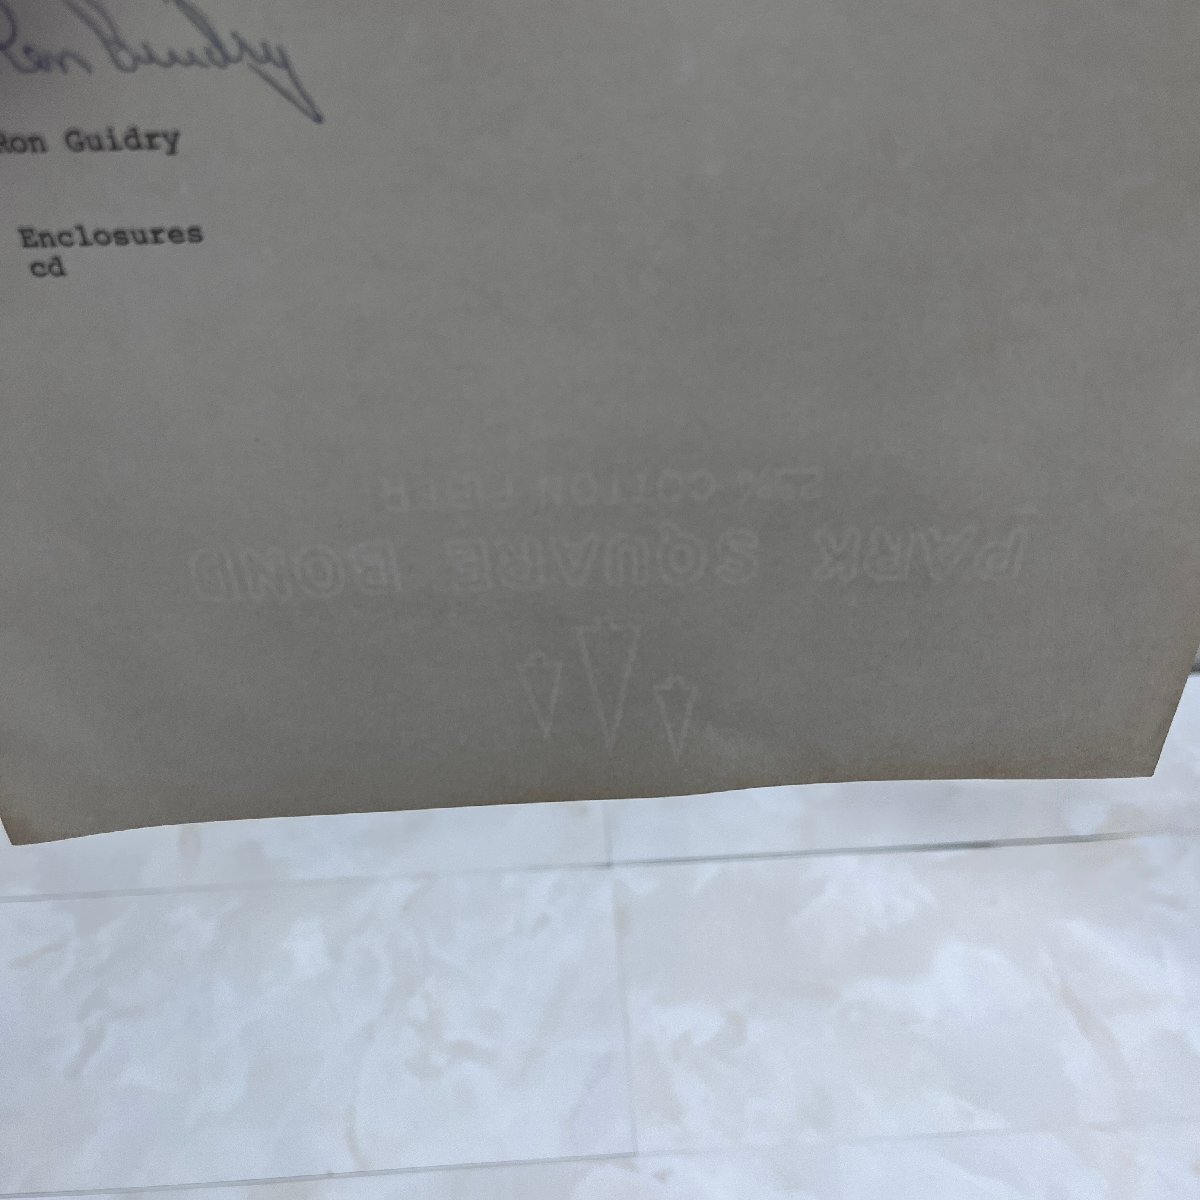 Ron Guidry
Ron Guidry
Enclosures
cd
25% COTTON FIBER
PARK SQUARE BOND